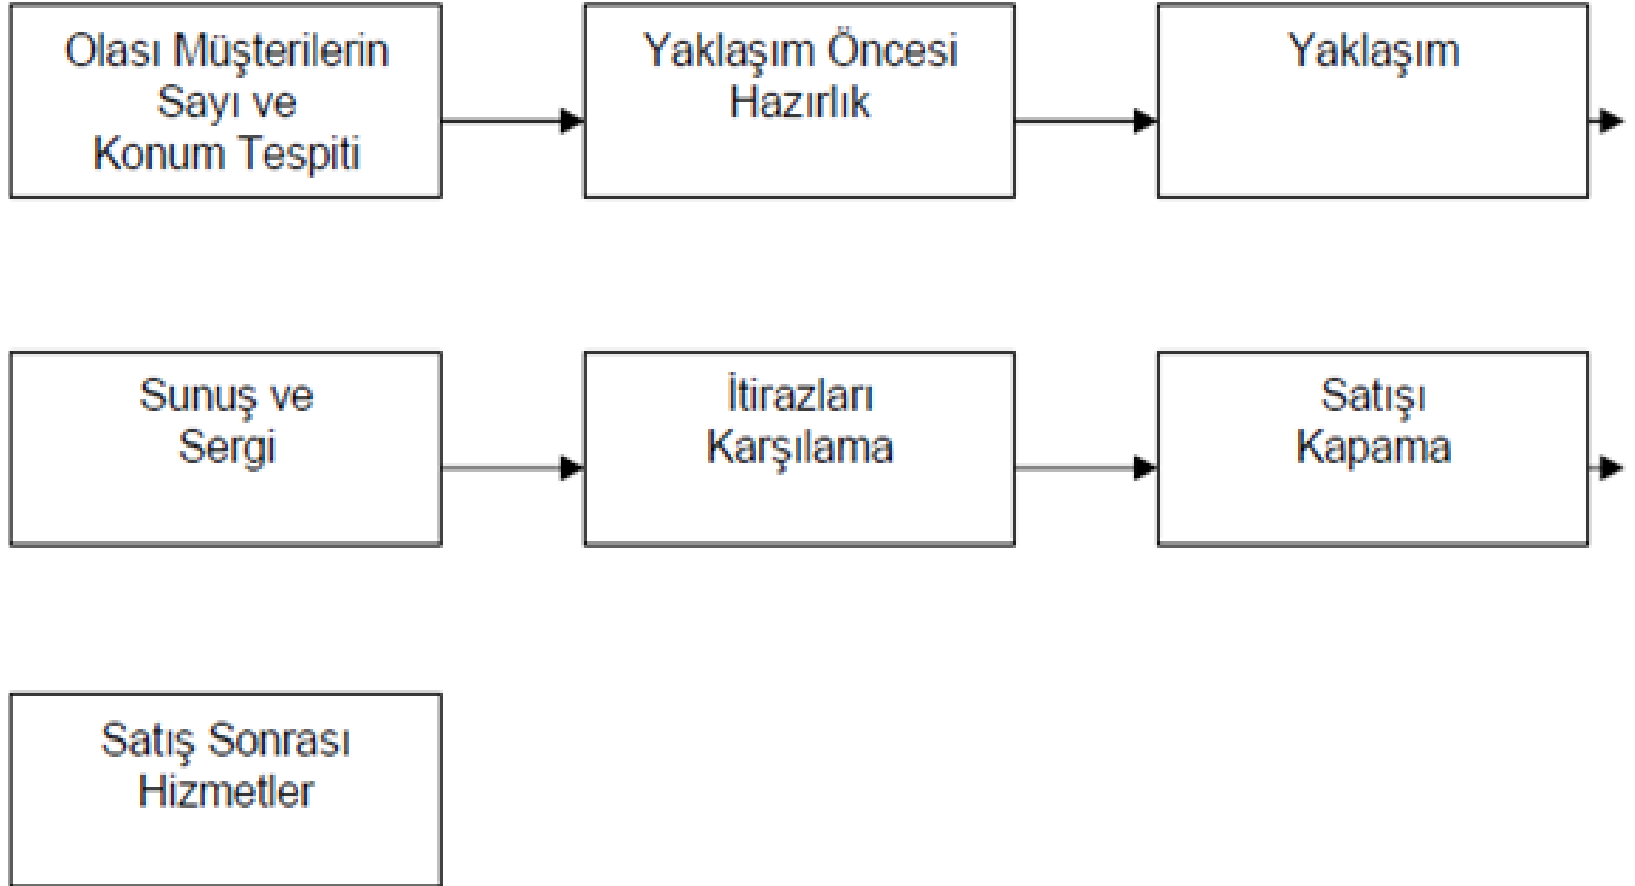 Olası Müşterilerin
Sayı ve
Konum Tespiti
Yaklaşım Öncesi
Hazırlık
Yaklaşım
Sunuş ve
Sergi
İtirazları
Karşılama
Satışı
Kapama
Satış Sonrası
Hizmetler